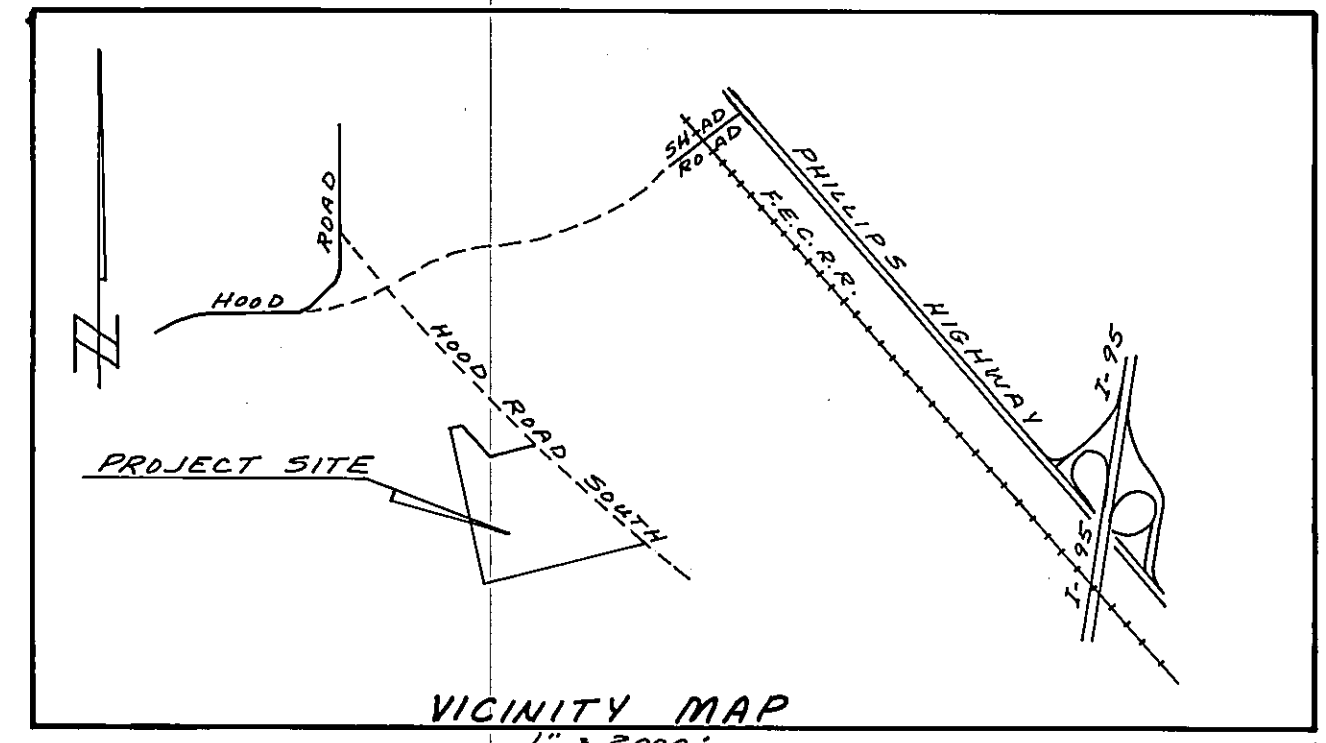 SHAD
ROAD
PHILLIPS HIGHWAY
F.E.C.R.R.
ROAD
HOOD
HOOD ROAD SOUTH
I-95
I-95
N
PROJECT SITE
VICINITY MAP